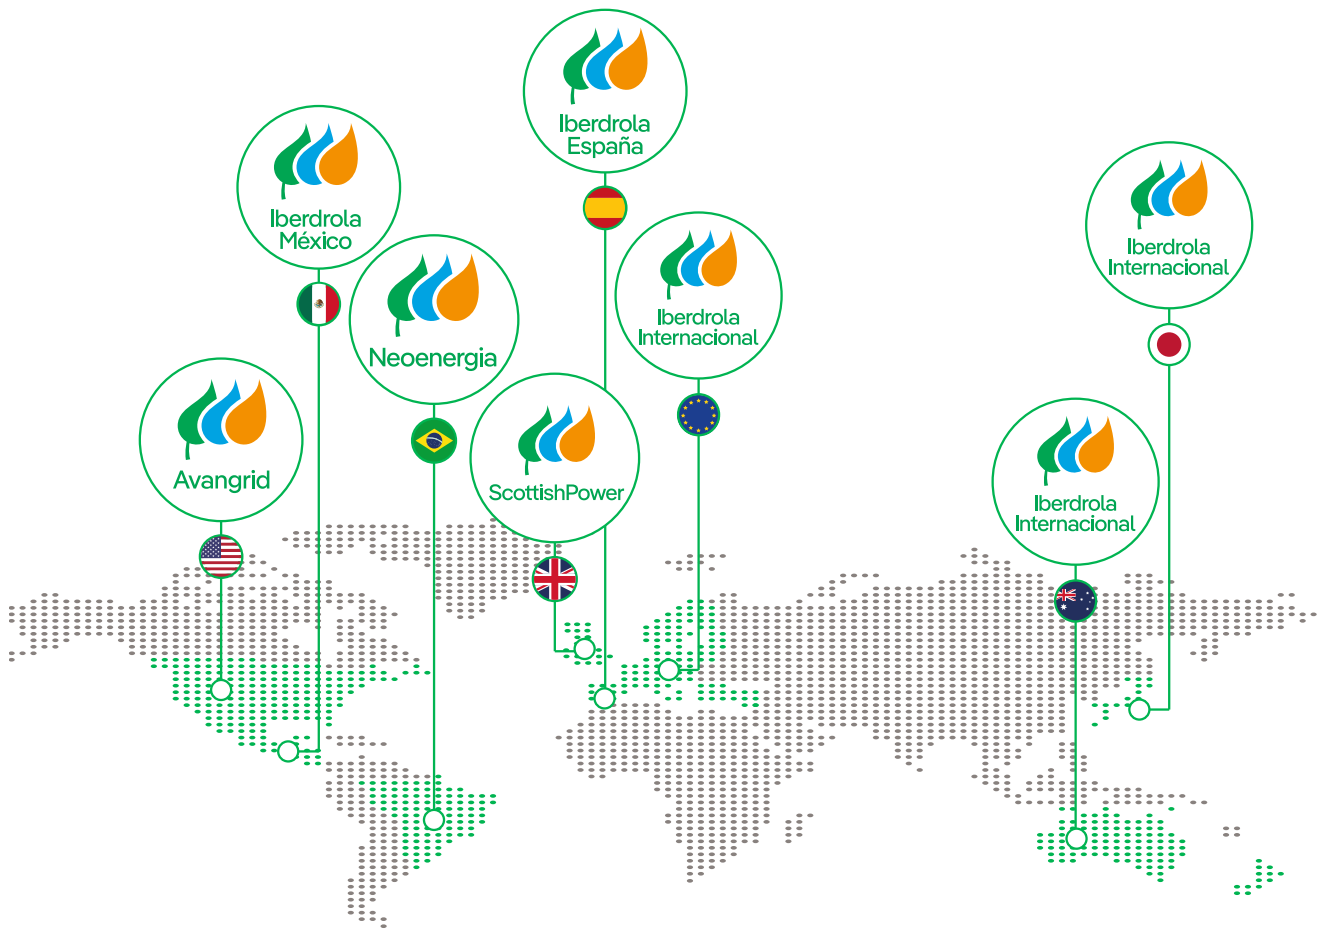 Iberdrola
España
Iberdrola
México
Iberdrola
Internacional
Iberdrola
Internacional
Neoenergia
Avangrid
ScottishPower
Iberdrola
Internacional